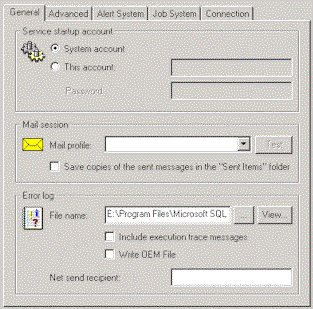 General Advanced Alert System Job System Connection
Service startup account
System account
This account:
Password
Mail session
Mail profile: Test
Save copies of the sent messages in the "Sent Items" folder
Error log
File name: E:\Program Files\Microsoft SQL ... View...
Include execution trace messages
Write OEM File
Net send recipient: